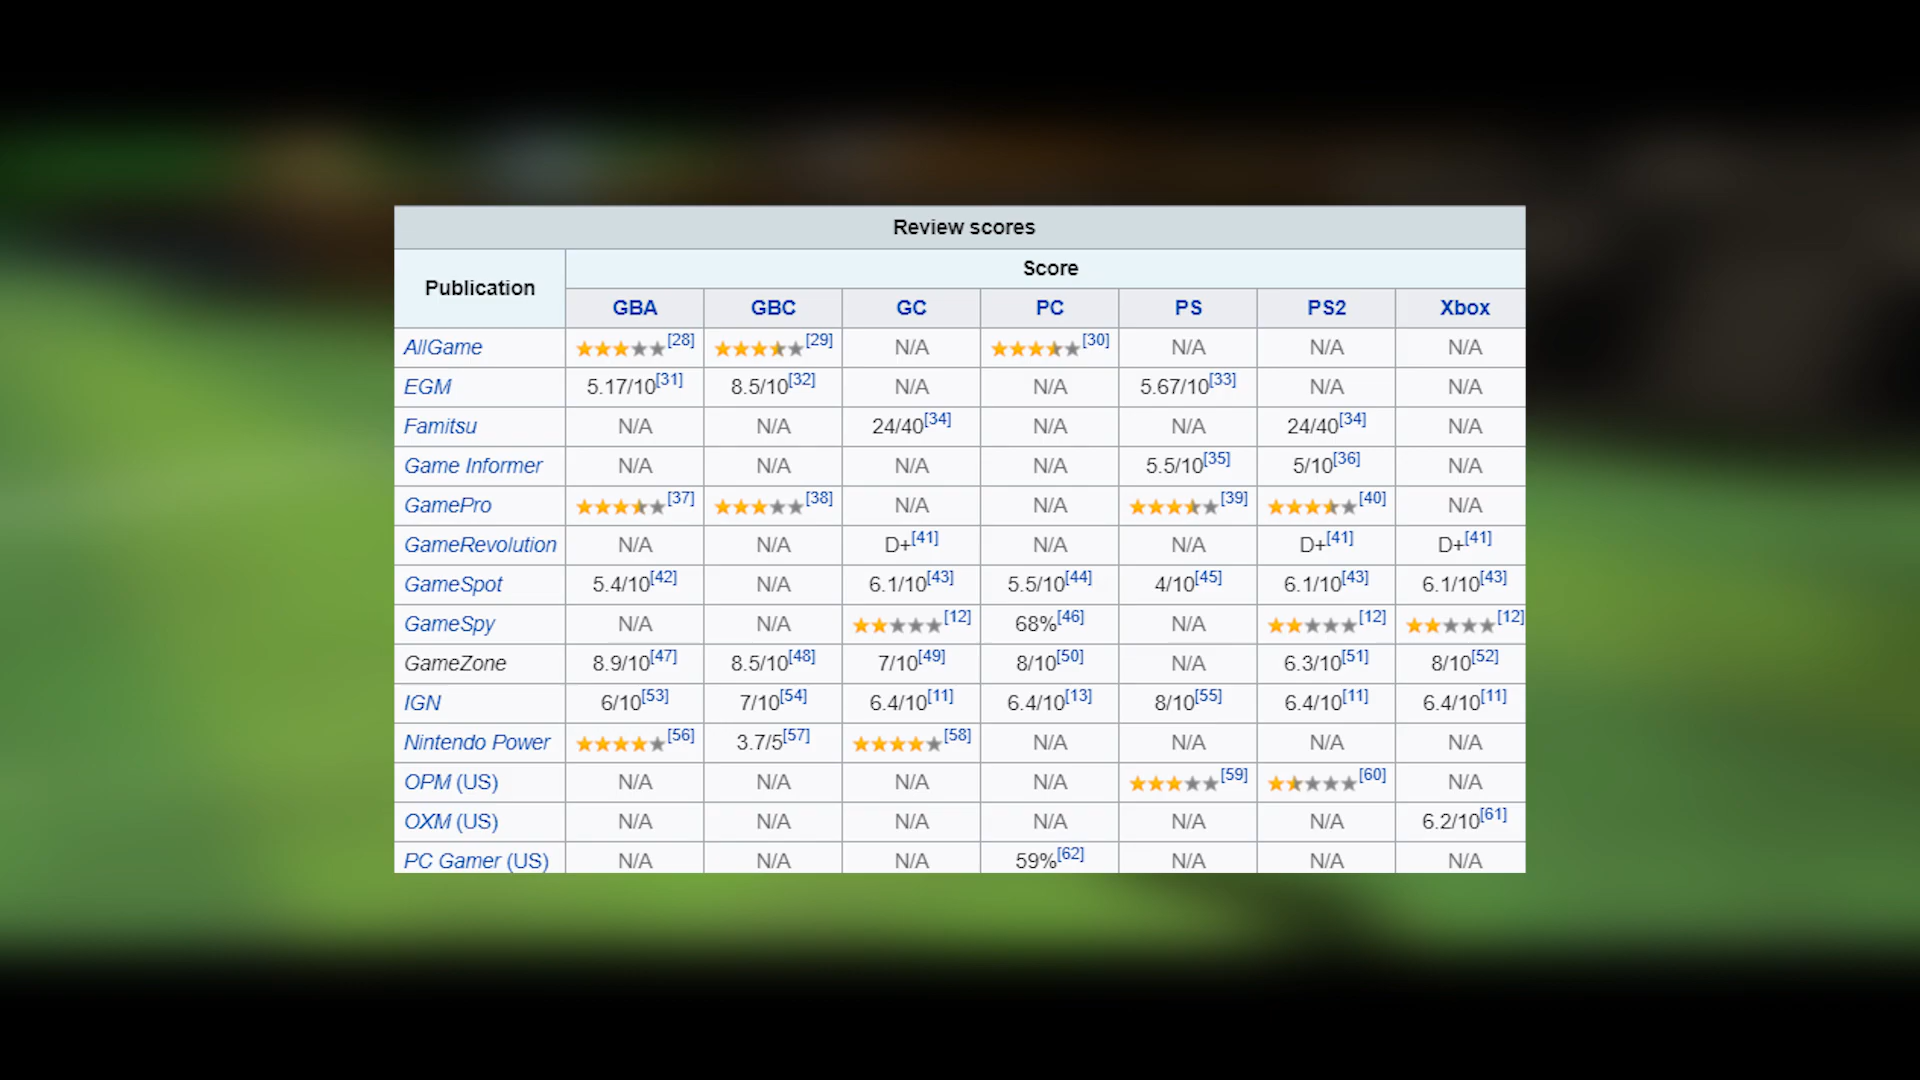 Review scores
Publication Score
GBA GBC GC PC PS PS2 Xbox
AllGame ★★★★★[28] ★★★★★[29] N/A ★★★★★[30] N/A N/A N/A
EGM 5.17/10[31] 8.5/10[32] N/A N/A 5.67/10[33] N/A N/A
Famitsu N/A N/A 24/40[34] N/A N/A 24/40[34] N/A
Game Informer N/A N/A N/A N/A 5.5/10[35] 5/10[36] N/A
GamePro ★★★★★[37] ★★★★★[38] N/A N/A ★★★★★[39] ★★★★★[40] N/A
GameRevolution N/A N/A D+[41] N/A N/A D+[41] D+[41]
GameSpot 5.4/10[42] N/A 6.1/10[43] 5.5/10[44] 4/10[45] 6.1/10[43] 6.1/10[43]
GameSpy N/A N/A ★★★★★[12] 68%[46] N/A ★★★★★[12] ★★★★★[12]
GameZone 8.9/10[47] 8.5/10[48] 7/10[49] 8/10[50] N/A 6.3/10[51] 8/10[52]
IGN 6/10[53] 7/10[54] 6.4/10[11] 6.4/10[13] 8/10[55] 6.4/10[11] 6.4/10[11]
Nintendo Power ★★★★★[56] 3.7/5[57] ★★★★★[58] N/A N/A N/A N/A
OPM (US) N/A N/A N/A N/A ★★★★★[59] ★★★★★[60] N/A
OXM (US) N/A N/A N/A N/A N/A N/A 6.2/10[61]
PC Gamer (US) N/A N/A N/A 59%[62] N/A N/A N/A